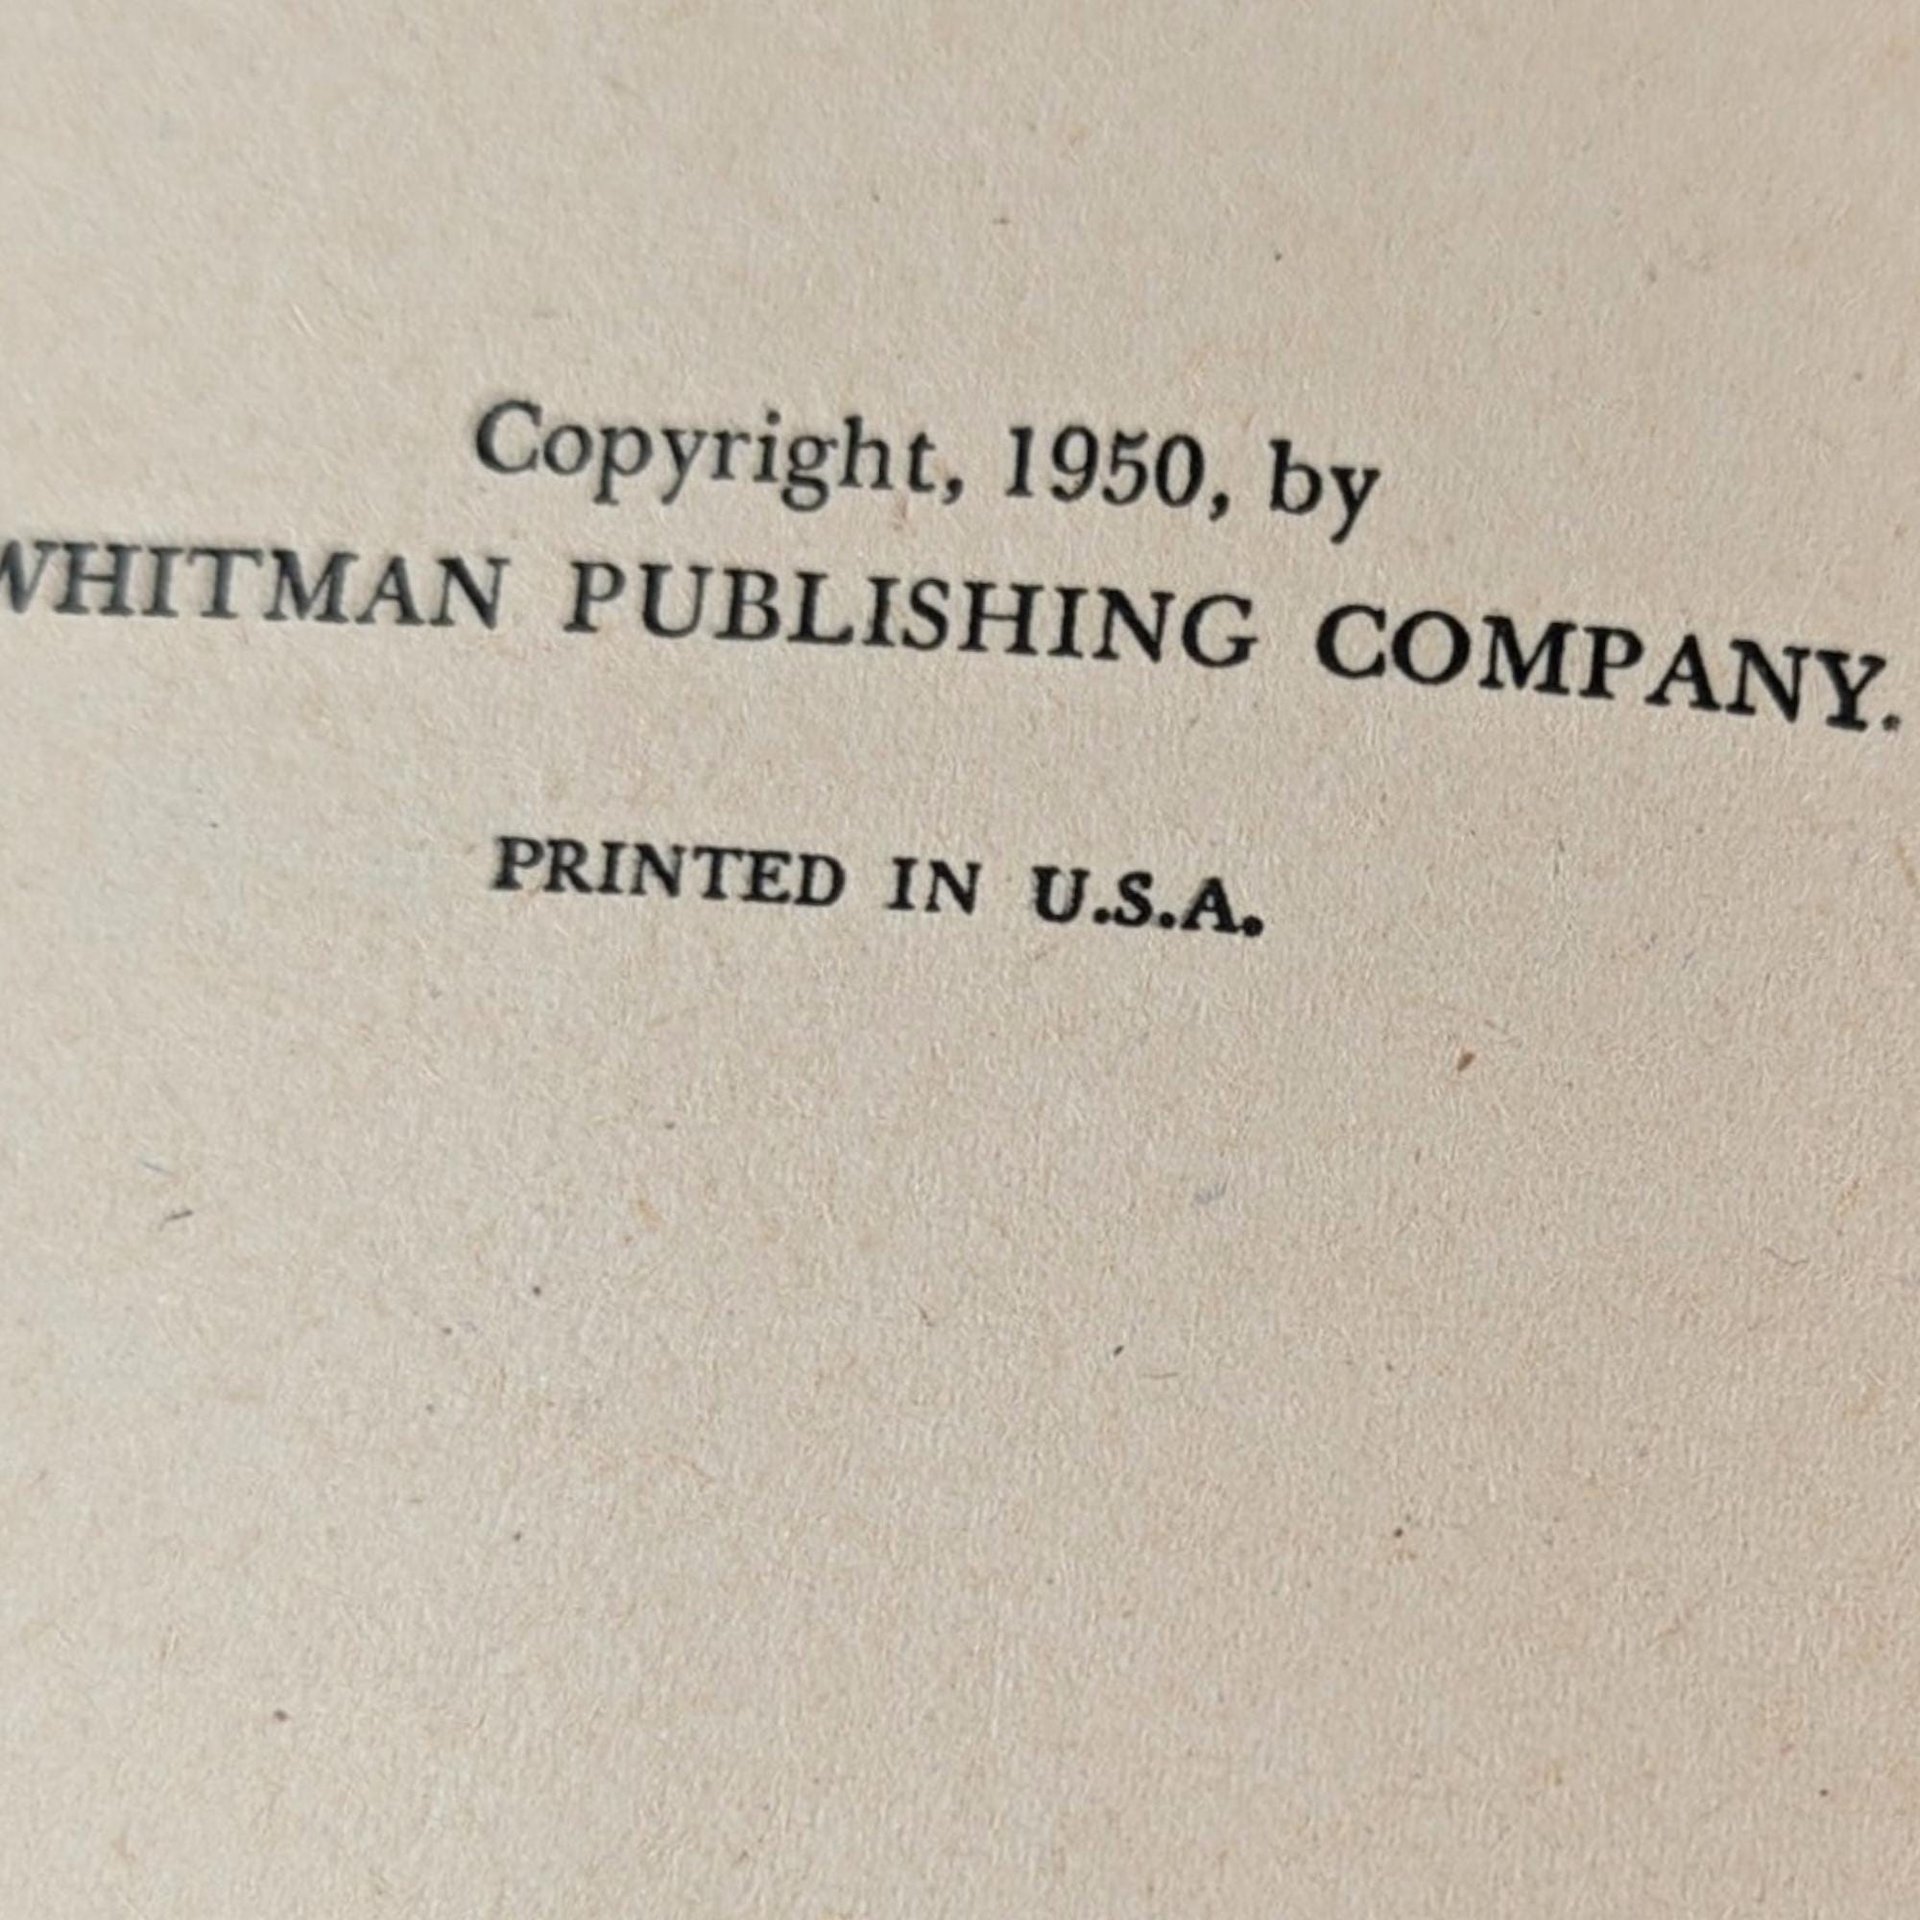 Copyright, 1950, by
WHITMAN PUBLISHING COMPANY.
PRINTED IN U.S.A.